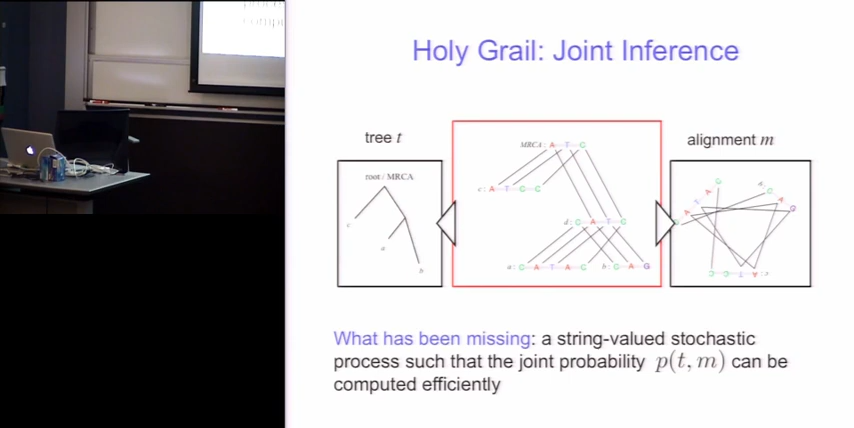 Holy Grail: Joint Inference
tree t
alignment m
root / MRCA
MRCA: A T C
c: A T C C
d: C A T C
a: C A T A C
b: C A G
c
a
b
What has been missing: a string-valued stochastic
process such that the joint probability p(t, m) can be
computed efficiently